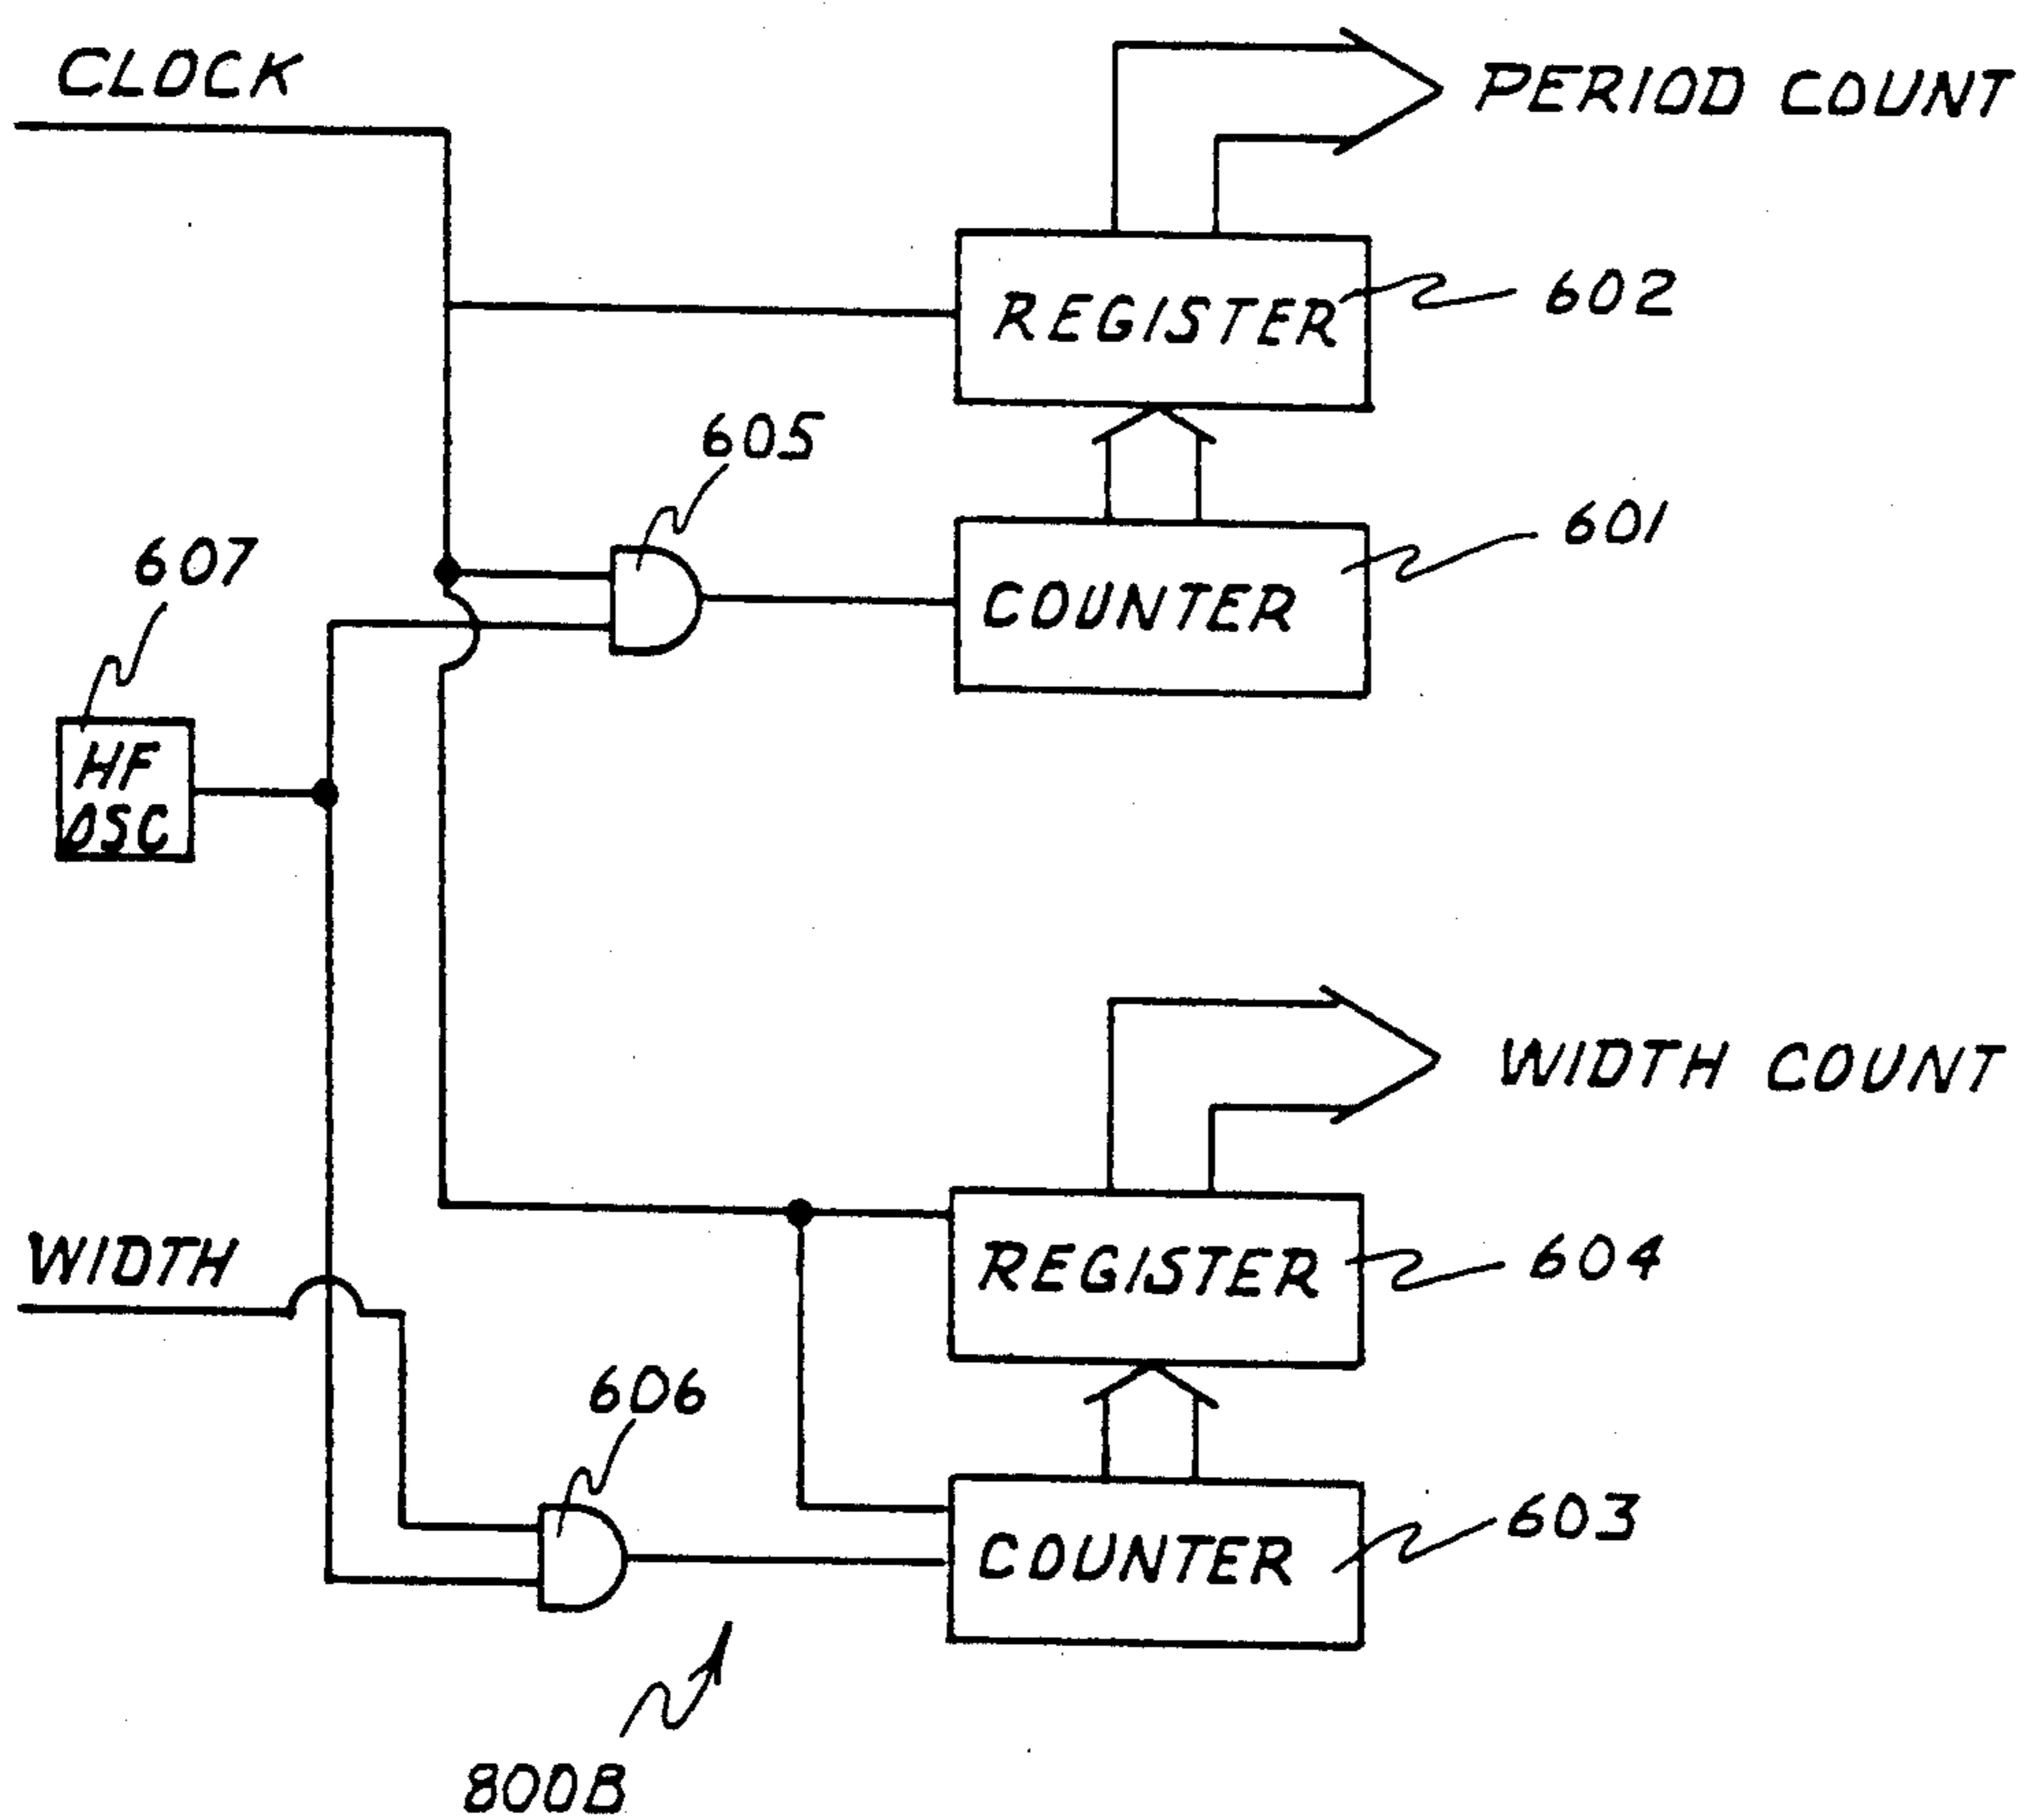 CLOCK
PERIOD COUNT
REGISTER
602
605
601
607
COUNTER
HF
OSC
WIDTH COUNT
WIDTH
REGISTER
604
606
603
COUNTER
800B